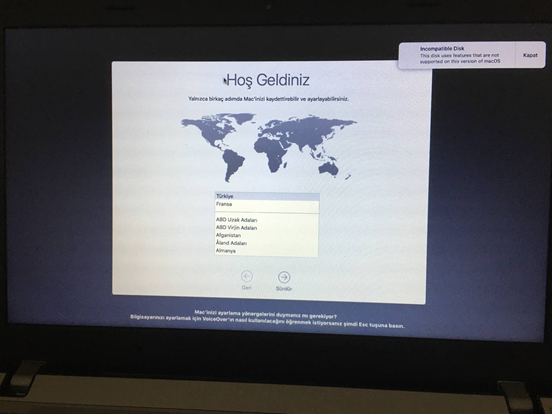 Incompatible Disk
This disk uses features that are not
supported on this version of macOS
Kapat
Hoş Geldiniz
Yalnızca birkaç adımda Mac'inizi kaydettirebilir ve ayarlayabilirsiniz.
Türkiye
Fransa
ABD Uzak Adaları
ABD Virjin Adaları
Afganistan
Åland Adaları
Almanya
Geri
Sürdür
Mac'inizi ayarlama yönergelerini duymanız mı gerekiyor?
Bilgisayarınızı ayarlamak için VoiceOver'ın nasıl kullanılacağını öğrenmek istiyorsanız şimdi Esc tuşuna basın.